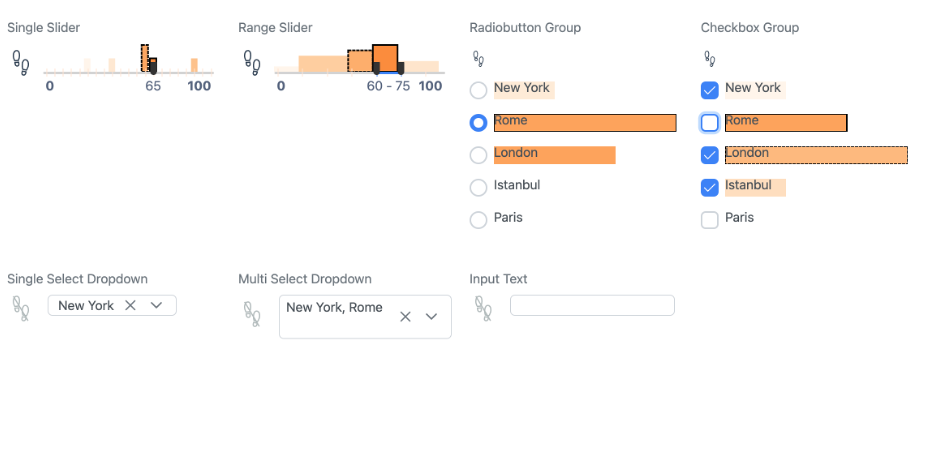 Single Slider
0 65 100
Range Slider
0 60 - 75 100
Radiobutton Group
New York
Rome
London
Istanbul
Paris
Checkbox Group
New York
Rome
London
Istanbul
Paris
Single Select Dropdown
New York
Multi Select Dropdown
New York, Rome
Input Text